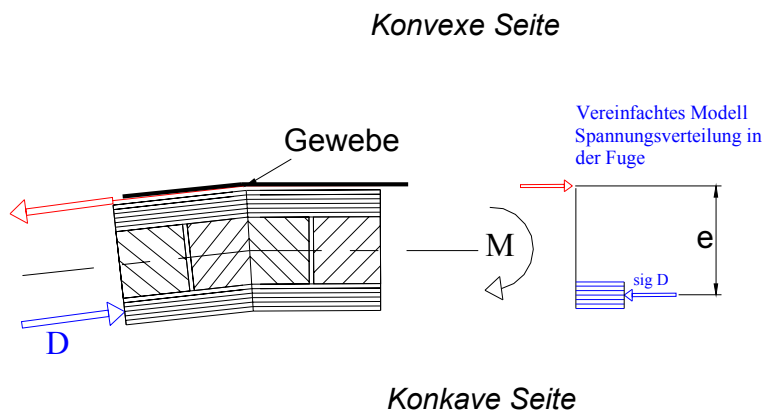 Konvexe Seite
Vereinfachtes Modell
Spannungsverteilung in
der Fuge
Gewebe
M
e
sig D
D
Konkave Seite